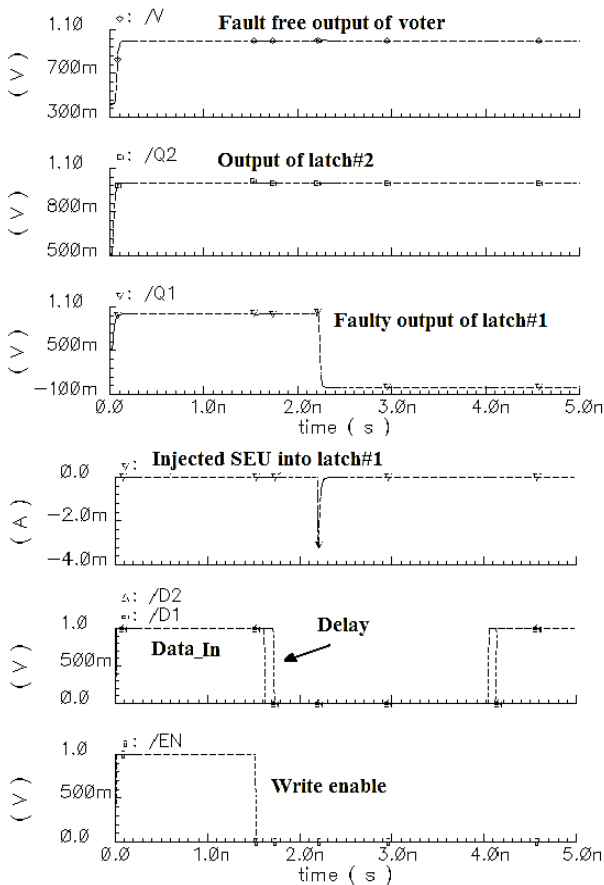 ◇: /V
Fault free output of voter
1.10
700m
300m
(V)
□: /Q2
Output of latch#2
1.10
800m
500m
(V)
▽: /Q1
1.10
500m
-100m
(V)
Faulty output of latch#1
0.0 1.0n 2.0n 3.0n 4.0n 5.0n
time ( s )
▽:
Injected SEU into latch#1
0.0
-2.0m
-4.0m
(A)
△: /D2
□: /D1
1.0
500m
0.0
(V)
Data_In
Delay
▯: /EN
1.0
500m
0.0
(V)
Write enable
0.0 1.0n 2.0n 3.0n 4.0n 5.0n
time ( s )